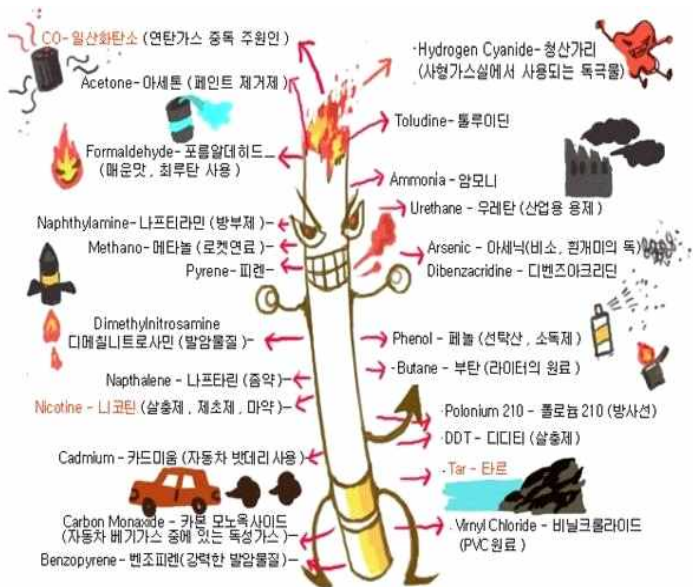 CO-일산화탄소 (연탄가스 중독 주원인)
Acetone-아세톤 (페인트 제거제)
Formaldehyde-포름알데히드
(매운맛, 최루탄 사용)
Naphthylamine-나프티라민 (방부제)
Methano-메타놀 (로켓연료)
Pyrene-피렌
Dimethylnitrosamine
디메칠니트로사민 (발암물질)
Napthalene - 나프타린 (좀약)
Nicotine - 니코틴 (살충제, 제초제, 마약)
Cadmium - 카드미움 (자동차 밧데리 사용)
Carbon Monaxide - 카본 모노옥사이드
(자동차 베기가스 중에 있는 독성가스)
Benzopyrene-벤조피렌(강력한 발암물질)
·Hydrogen Cyanide-청산가리
(사형가스실에서 사용되는 독극물)
Toludine-톨루이딘
Ammonia - 암모니
Urethane - 우레탄 (산업용 용제)
Arsenic - 아세닉(비소, 흰개미의 독)
Dibenzacridine - 디벤즈아크리딘
Phenol - 페놀 (선탁산, 소독제)
·Butane - 부탄 (라이터의 원료)
·Polonium 210 - 폴로늄 210 (방사선)
DDT - 디디티 (살충제)
·Tar - 타르
·Virnyl Chloride - 비닐크롤라이드
(PVC원료)